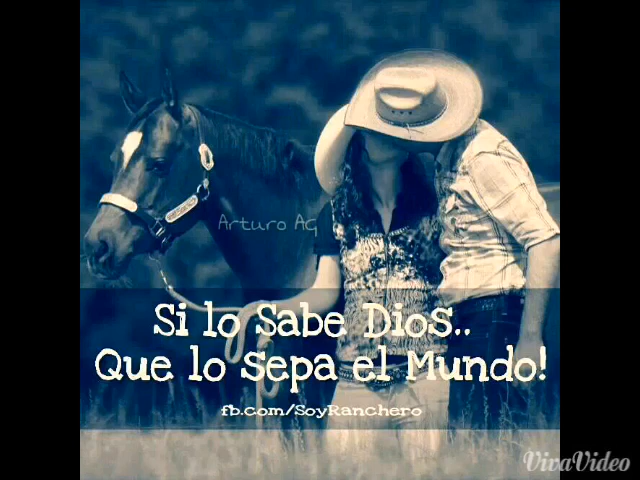 Arturo AG
Si lo Sabe Dios..
Que lo Sepa el Mundo!
fb.com/SoyRanchero
VivaVideo